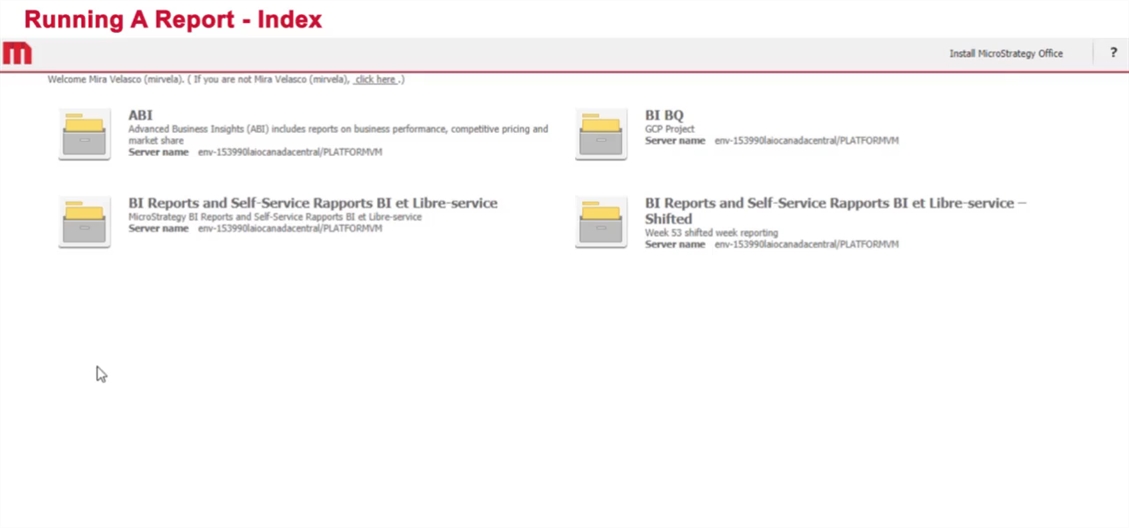 Running A Report - Index
Install MicroStrategy Office
?
Welcome Mira Velasco (mirvela). ( If you are not Mira Velasco (mirvela), click here .)
ABI
Advanced Business Insights (ABI) includes reports on business performance, competitive pricing and
market share
Server name env-153990laiocanadacentral/PLATFORMVM
BI BQ
GCP Project
Server name env-153990laiocanadacentral/PLATFORMVM
BI Reports and Self-Service Rapports BI et Libre-service
MicroStrategy BI Reports and Self-Service Rapports BI et Libre-service
Server name env-153990laiocanadacentral/PLATFORMVM
BI Reports and Self-Service Rapports BI et Libre-service –
Shifted
Week 53 shifted week reporting
Server name env-153990laiocanadacentral/PLATFORMVM